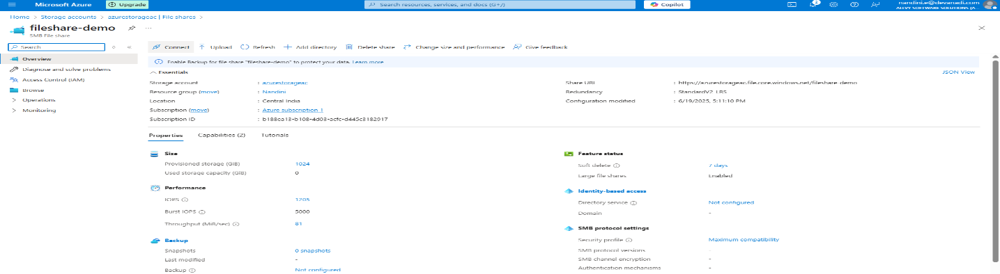 Microsoft Azure
Upgrade
Search resources, services, and docs (G+/)
Copilot
2
nandini.e@devanadi.com
Home > Storage accounts > azurestorageac | File shares >
fileshare-demo
SMB File share
Search
Overview
Diagnose and solve problems
Access Control (IAM)
Browse
Operations
Monitoring
Connect Upload Refresh Add directory Delete share Change size and performance Give feedback
Enable Backup for file share "fileshare-demo" to protect your data. Learn more
Essentials
JSON View
Storage account : azurestorageac
Resource group (move) : Nandini
Location : Central India
Subscription (move) : Azure subscription 1
Subscription ID
Share URL : https://azurestorageac.file.core.windows.net/fileshare-demo
Redundancy : StandardV2_LRS
Configuration modified : 6/19/2025, 5:11:10 PM
Properties Capabilities (2) Tutorials
Size
Provisioned storage (GiB) 1024
Used storage capacity (GiB) 0
Performance
IOPS 1205
Burst IOPS 5000
Throughput (MiB/sec) 81
Backup
Snapshots 0 snapshots
Last modified -
Backup Not configured
Feature status
Soft delete 7 days
Large file shares Enabled
Identity-based access
Directory service Not configured
Domain -
SMB protocol settings
Security profile Maximum compatibility
SMB protocol versions -
SMB channel encryption -
Authentication mechanisms -